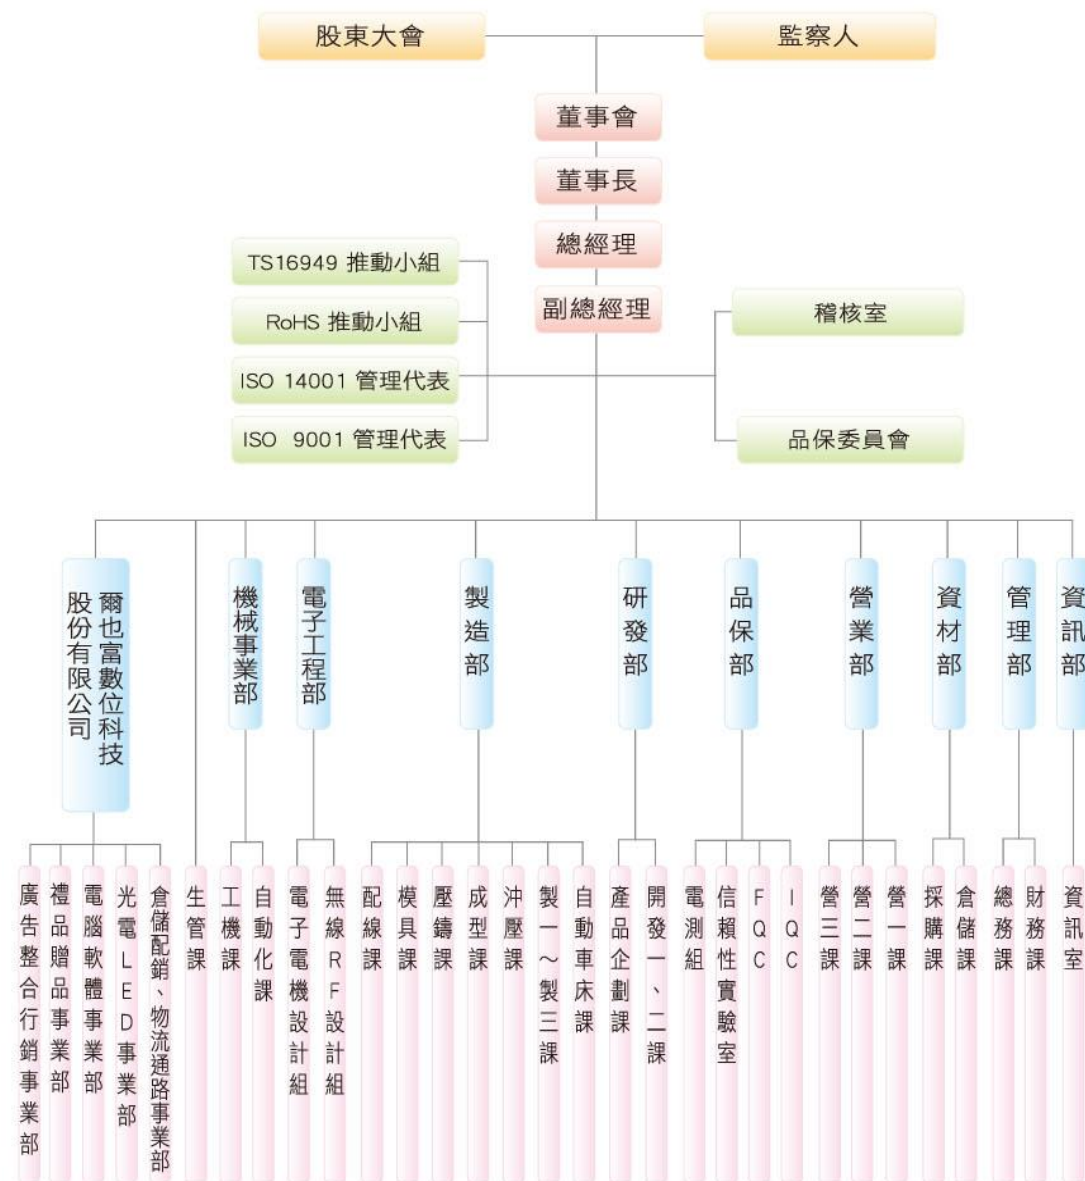 股東大會
監察人
董事會
董事長
總經理
副總經理
TS16949 推動小組
RoHS 推動小組
ISO 14001 管理代表
ISO 9001 管理代表
稽核室
品保委員會
爾也富數位科技
股份有限公司
機械事業部
電子工程部
製造部
研發部
品保部
營業部
資材部
管理部
資訊部
廣告整合行銷事業部
禮品贈品事業部
電腦軟體事業部
光電LED事業部
倉儲配銷、物流通路事業部
生管課
工機課
自動化課
電子電機設計組
無線RF設計組
配線課
模具課
壓鑄課
成型課
沖壓課
製一～製三課
自動車床課
產品企劃課
開發一、二課
電測組
信賴性實驗室
FQC
IQC
營三課
營二課
營一課
採購課
倉儲課
總務課
財務課
資訊室